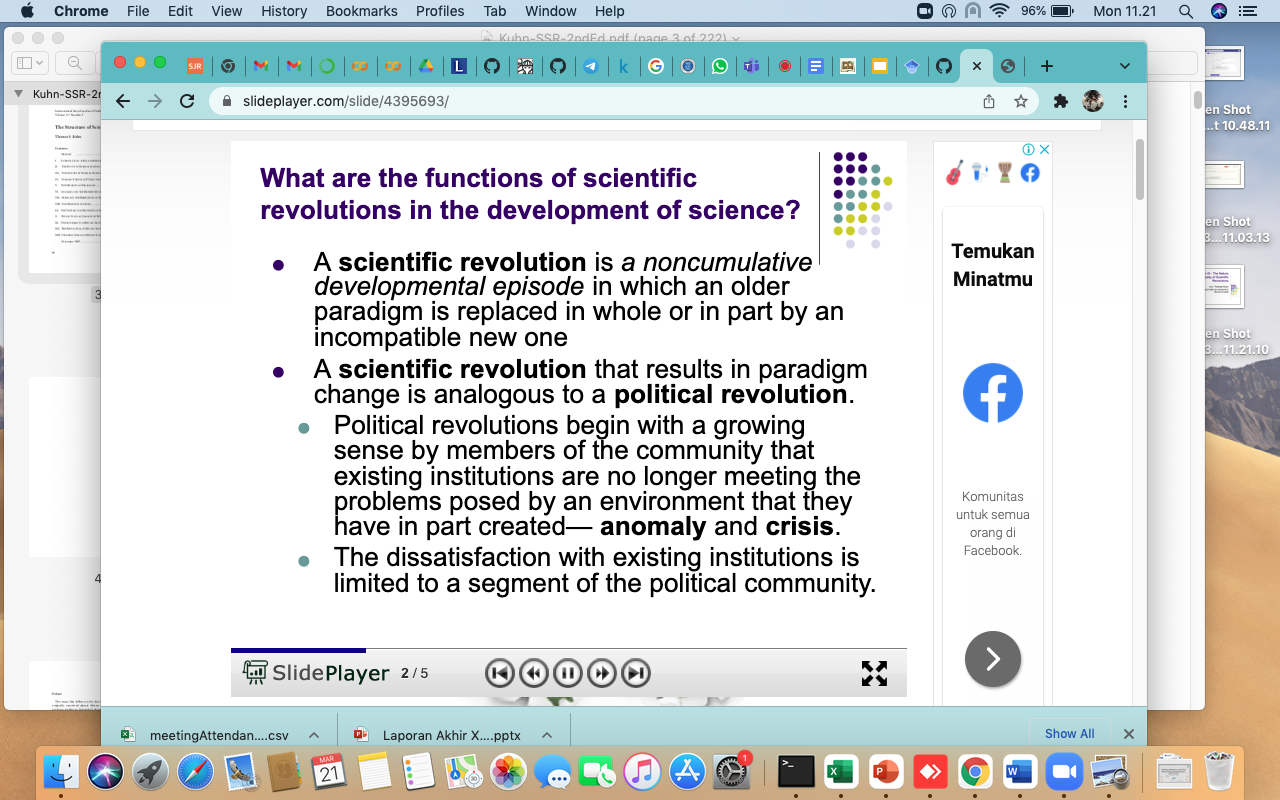 Chrome File Edit View History Bookmarks Profiles Tab Window Help 96% Mon 11.21
Kuhn-SSR-2ndEd.pdf (page 3 of 222)
Kuhn-SSR-2r
The Structure of Scien
3
4
SJR
slideplayer.com/slide/4395693/
What are the functions of scientific
revolutions in the development of science?
A scientific revolution is a noncumulative
developmental episode in which an older
paradigm is replaced in whole or in part by an
incompatible new one
A scientific revolution that results in paradigm
change is analogous to a political revolution.
Political revolutions begin with a growing
sense by members of the community that
existing institutions are no longer meeting the
problems posed by an environment that they
have in part created— anomaly and crisis.
The dissatisfaction with existing institutions is
limited to a segment of the political community.
SlidePlayer 2 / 5
Temukan
Minatmu
Komunitas
untuk semua
orang di
Facebook.
en Shot
...t 10.48.11
en Shot
3...11.03.13
en Shot
3...11.21.10
meetingAttendan....csv
Laporan Akhir X....pptx
Show All
MAR
21
1